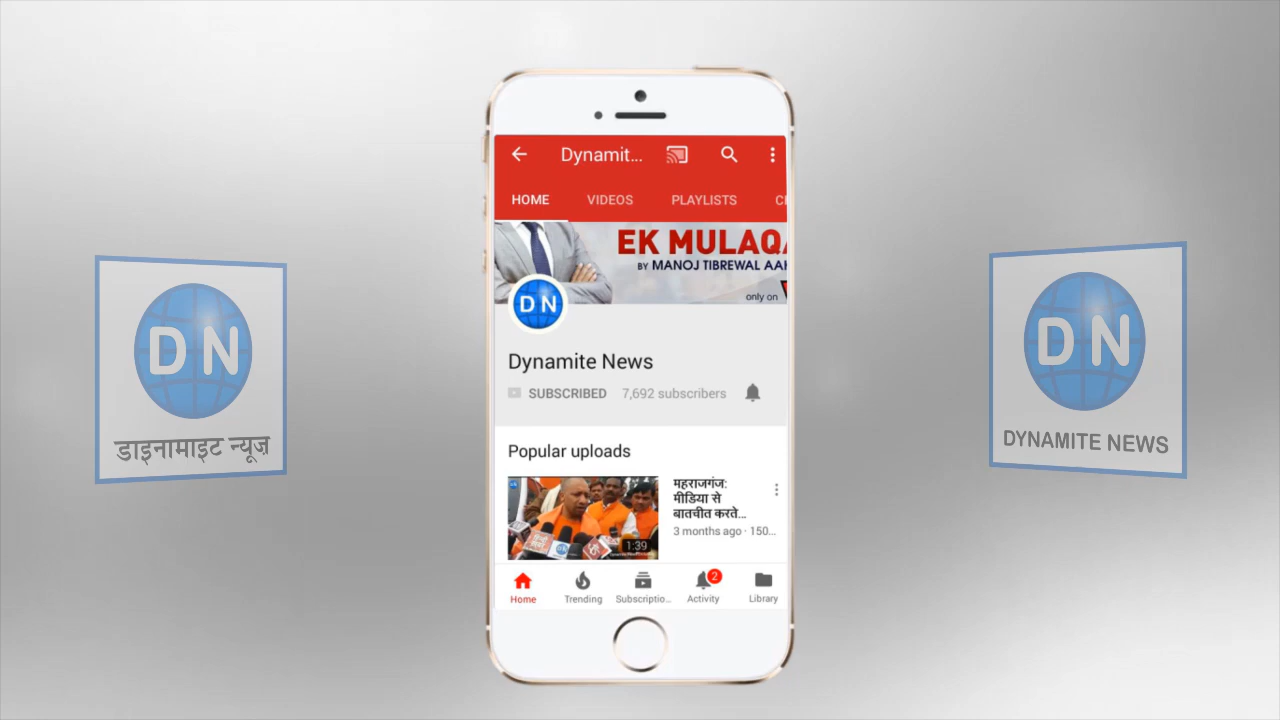 Dynamit...
HOME VIDEOS PLAYLISTS
EK MULAQA
BY MANOJ TIBREWAL AAK
only on
DN
Dynamite News
SUBSCRIBED 7,692 subscribers
Popular uploads
महराजगंज:
मीडिया से
बातचीत करते...
3 months ago · 150...
1:39
Home Trending Subscriptio... Activity 2 Library
DN
डाइनामाइट न्यूज़
DN
DYNAMITE NEWS